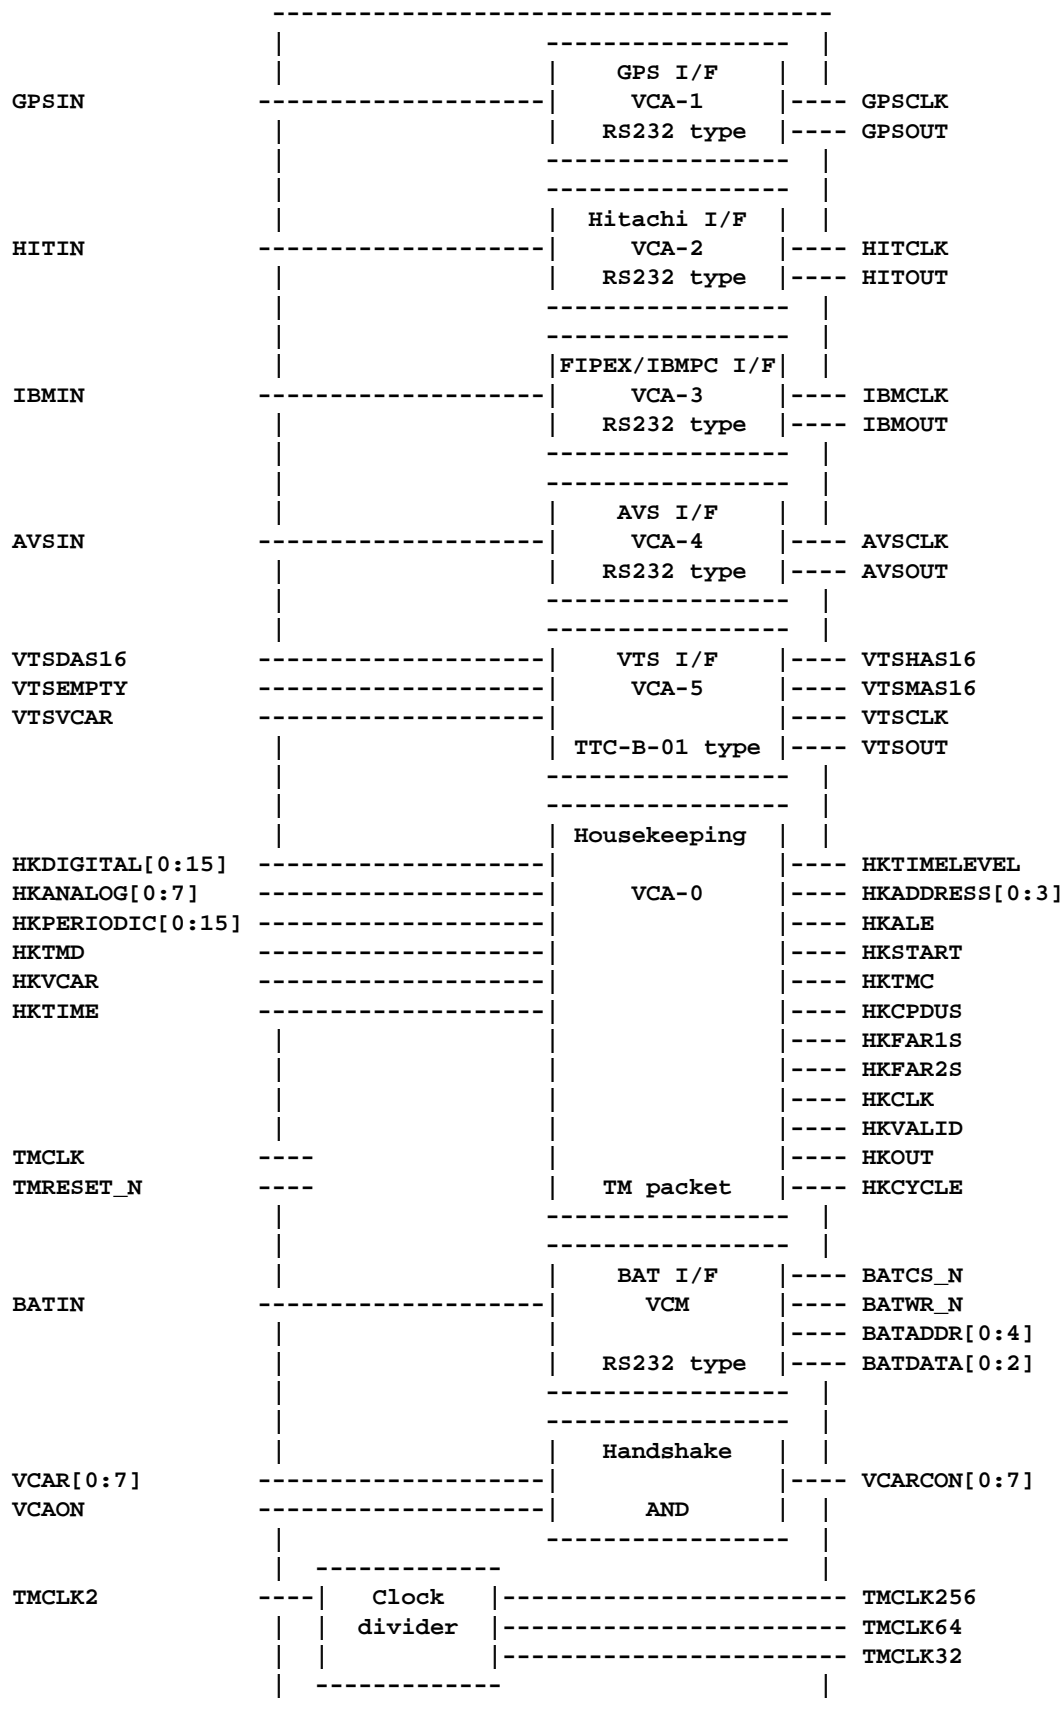 GPS I/F
GPSIN VCA-1 GPSCLK
RS232 type GPSOUT
Hitachi I/F
HITIN VCA-2 HITCLK
RS232 type HITOUT
FIPEX/IBMPC I/F
IBMIN VCA-3 IBMCLK
RS232 type IBMOUT
AVS I/F
AVSIN VCA-4 AVSCLK
RS232 type AVSOUT
VTSDAS16 VTS I/F VTSHAS16
VTSEMPTY VCA-5 VTSMAS16
VTSVCAR VTSCLK
TTC-B-01 type VTSOUT
Housekeeping
HKDIGITAL[0:15] HKTIMELEVEL
HKANALOG[0:7] VCA-0 HKADDRESS[0:3]
HKPERIODIC[0:15] HKALE
HKTMD HKSTART
HKVCAR HKTMC
HKTIME HKCPDUS
HKFAR1S
HKFAR2S
HKCLK
HKVALID
TMCLK HKOUT
TMRESET_N TM packet HKCYCLE
BAT I/F BATCS_N
BATIN VCM BATWR_N
BATADDR[0:4]
RS232 type BATDATA[0:2]
Handshake
VCAR[0:7] VCARCON[0:7]
VCAON AND
TMCLK2 Clock TMCLK256
divider TMCLK64
TMCLK32